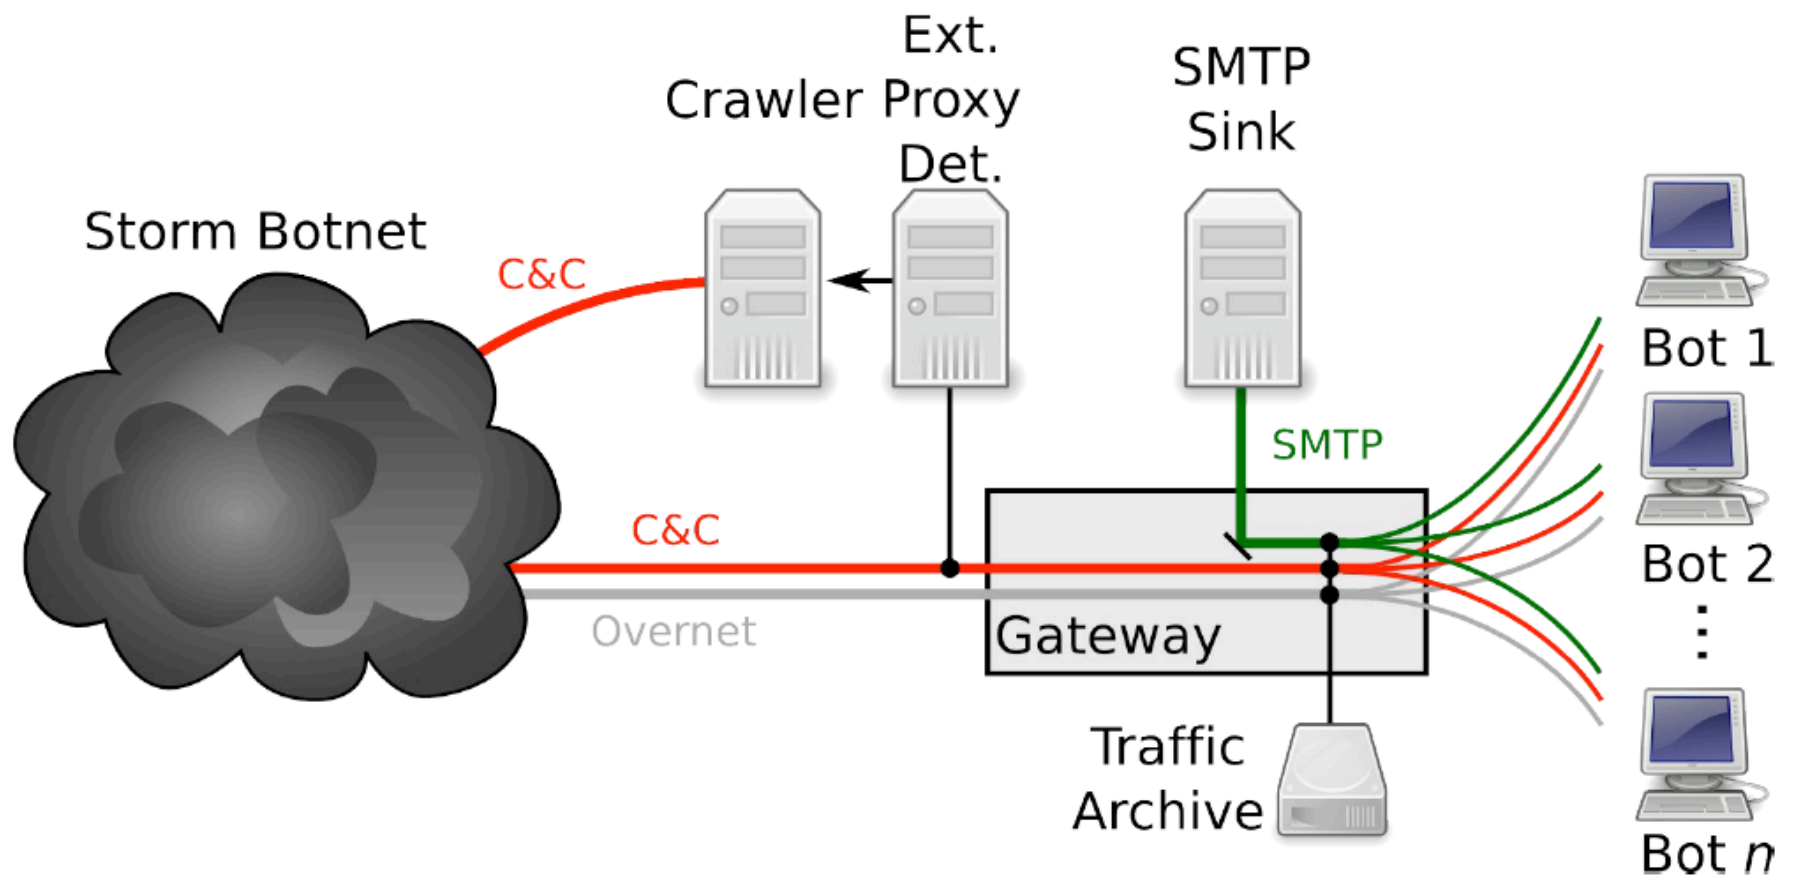 Ext.
Crawler Proxy
Det.
SMTP
Sink
Storm Botnet
C&C
Bot 1
SMTP
C&C
Overnet
Gateway
Bot 2
Traffic
Archive
Bot n